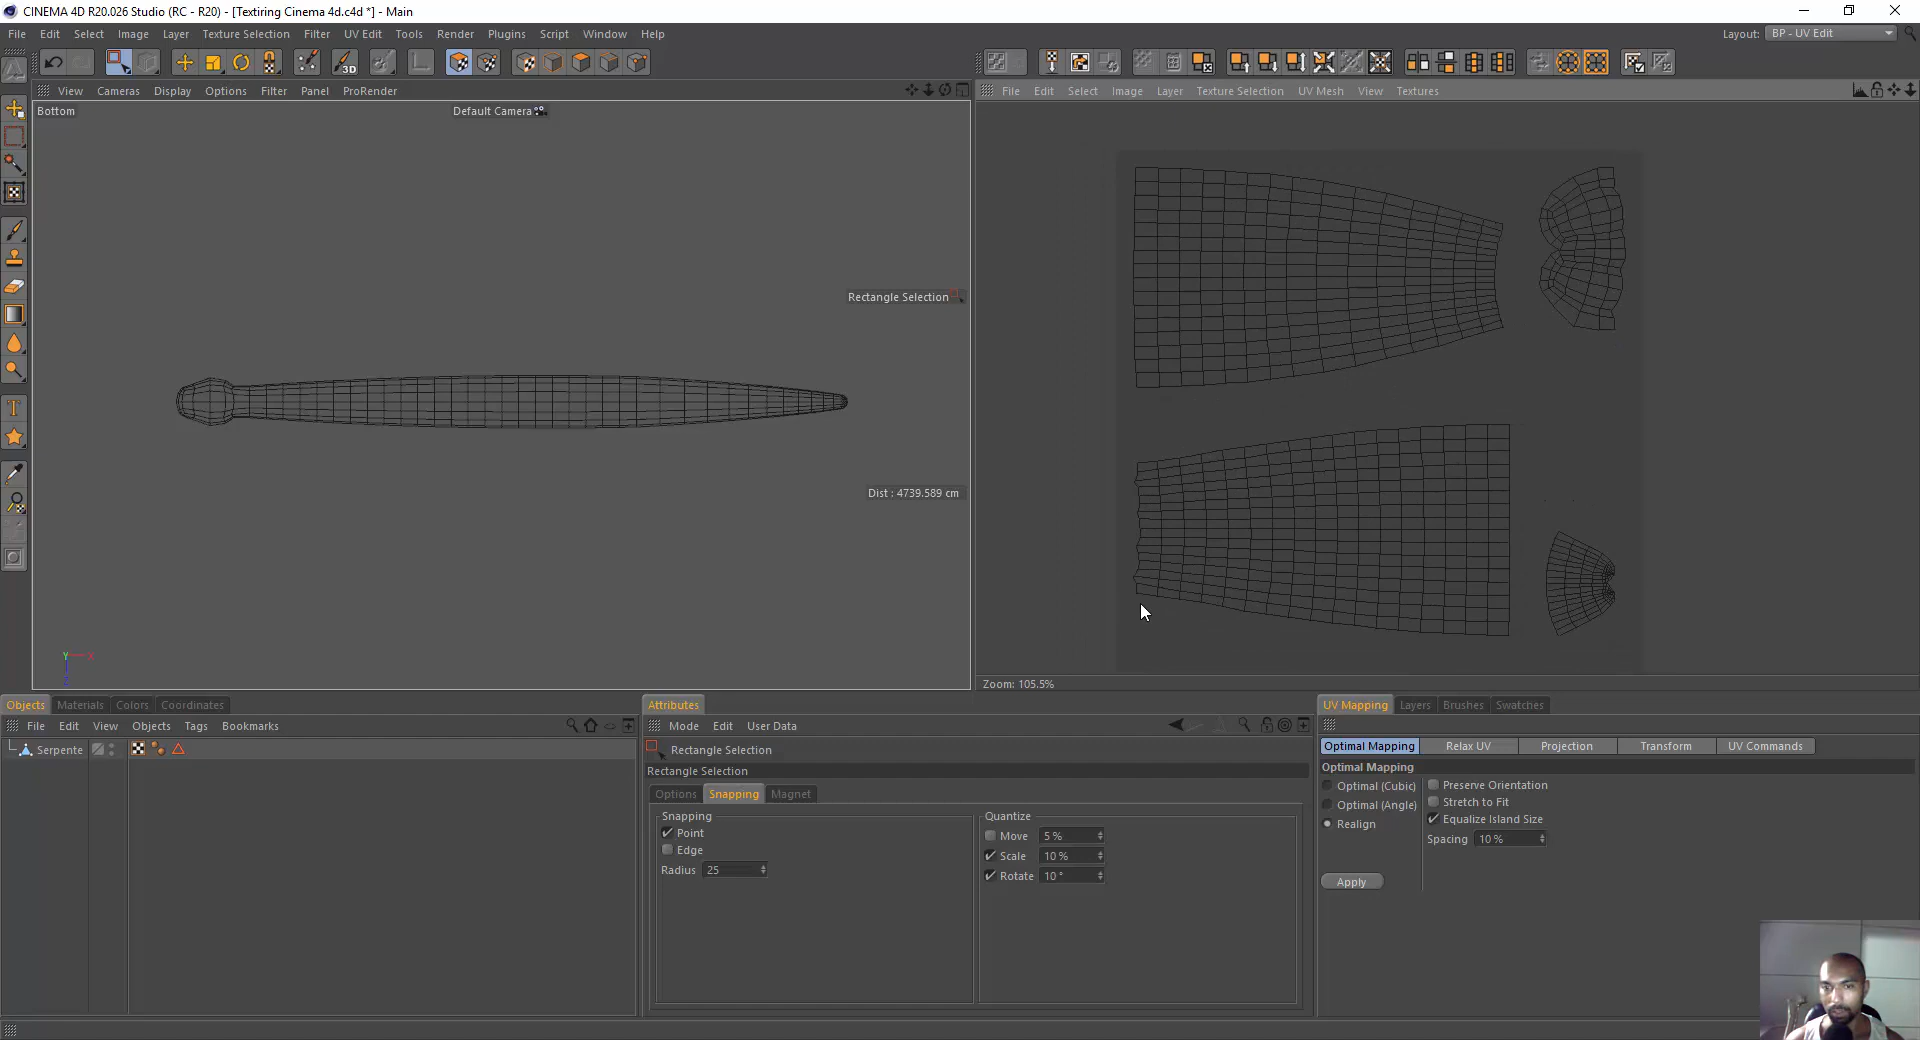 CINEMA 4D R20.026 Studio (RC - R20) - [Textiring Cinema 4d.c4d *] - Main
File Edit Select Image Layer Texture Selection Filter UV Edit Tools Render Plugins Script Window Help
Layout: BP - UV Edit
View Cameras Display Options Filter Panel ProRender
File Edit Select Image Layer Texture Selection UV Mesh View Textures
Bottom
Default Camera
Rectangle Selection
Dist : 4739.589 cm
Y X
Z
Zoom: 105.5%
Objects Materials Colors Coordinates
File Edit View Objects Tags Bookmarks
Serpente
Attributes
Mode Edit User Data
Rectangle Selection
Rectangle Selection
Options Snapping Magnet
Snapping
Point
Edge
Radius 25
Quantize
Move 5 %
Scale 10 %
Rotate 10 °
UV Mapping Layers Brushes Swatches
Optimal Mapping Relax UV Projection Transform UV Commands
Optimal Mapping
Optimal (Cubic)
Optimal (Angle)
Realign
Preserve Orientation
Stretch to Fit
Equalize Island Size
Spacing 10 %
Apply